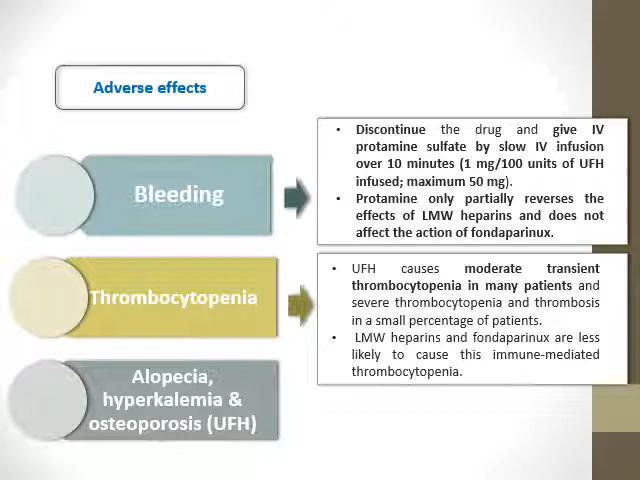 Adverse effects
Bleeding
• Discontinue the drug and give IV
protamine sulfate by slow IV infusion
over 10 minutes (1 mg/100 units of UFH
infused; maximum 50 mg).
• Protamine only partially reverses the
effects of LMW heparins and does not
affect the action of fondaparinux.
Thrombocytopenia
• UFH causes moderate transient
thrombocytopenia in many patients and
severe thrombocytopenia and thrombosis
in a small percentage of patients.
• LMW heparins and fondaparinux are less
likely to cause this immune-mediated
thrombocytopenia.
Alopecia,
hyperkalemia &
osteoporosis (UFH)